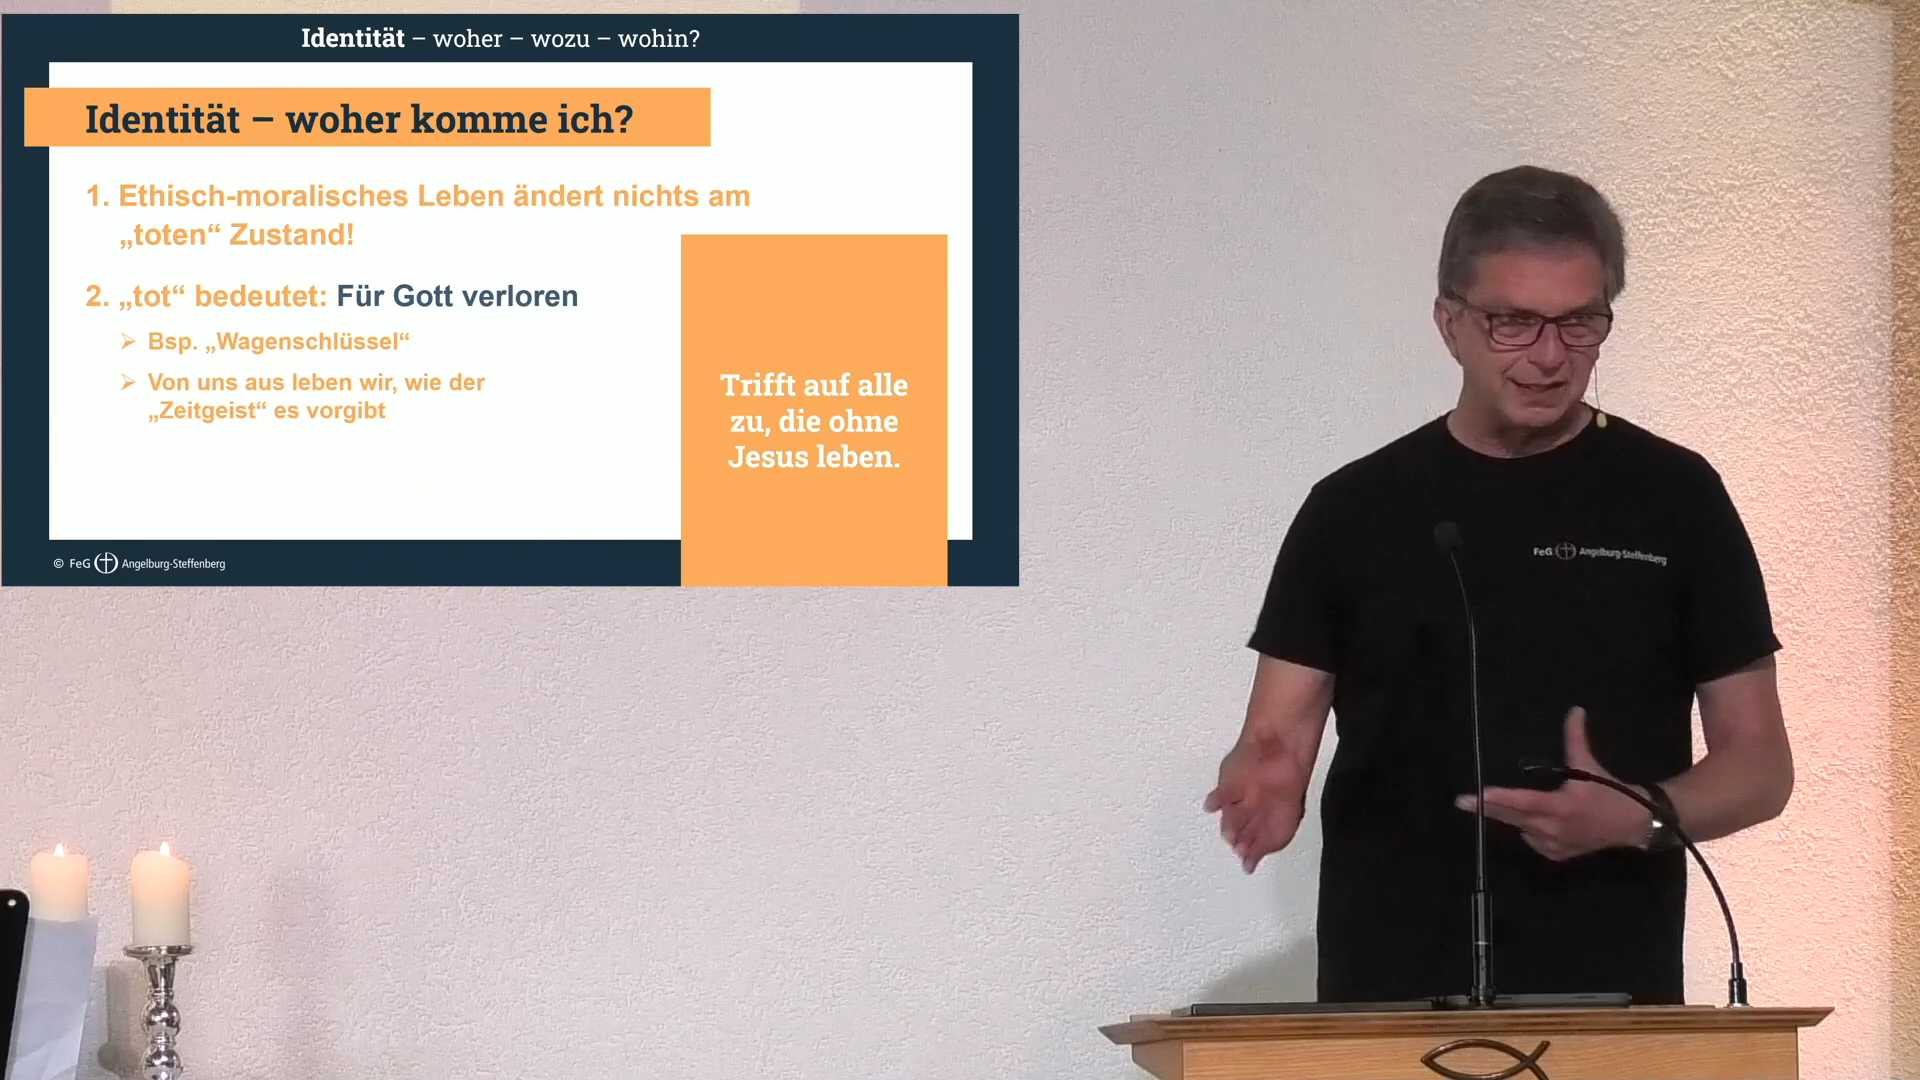 Identität – woher – wozu – wohin?
Identität – woher komme ich?
1. Ethisch-moralisches Leben ändert nichts am
„toten“ Zustand!
2. „tot“ bedeutet: Für Gott verloren
➢ Bsp. „Wagenschlüssel“
➢ Von uns aus leben wir, wie der
„Zeitgeist“ es vorgibt
Trifft auf alle
zu, die ohne
Jesus leben.
© FeG Angelburg-Steffenberg
FeG Angelburg-Steffenberg